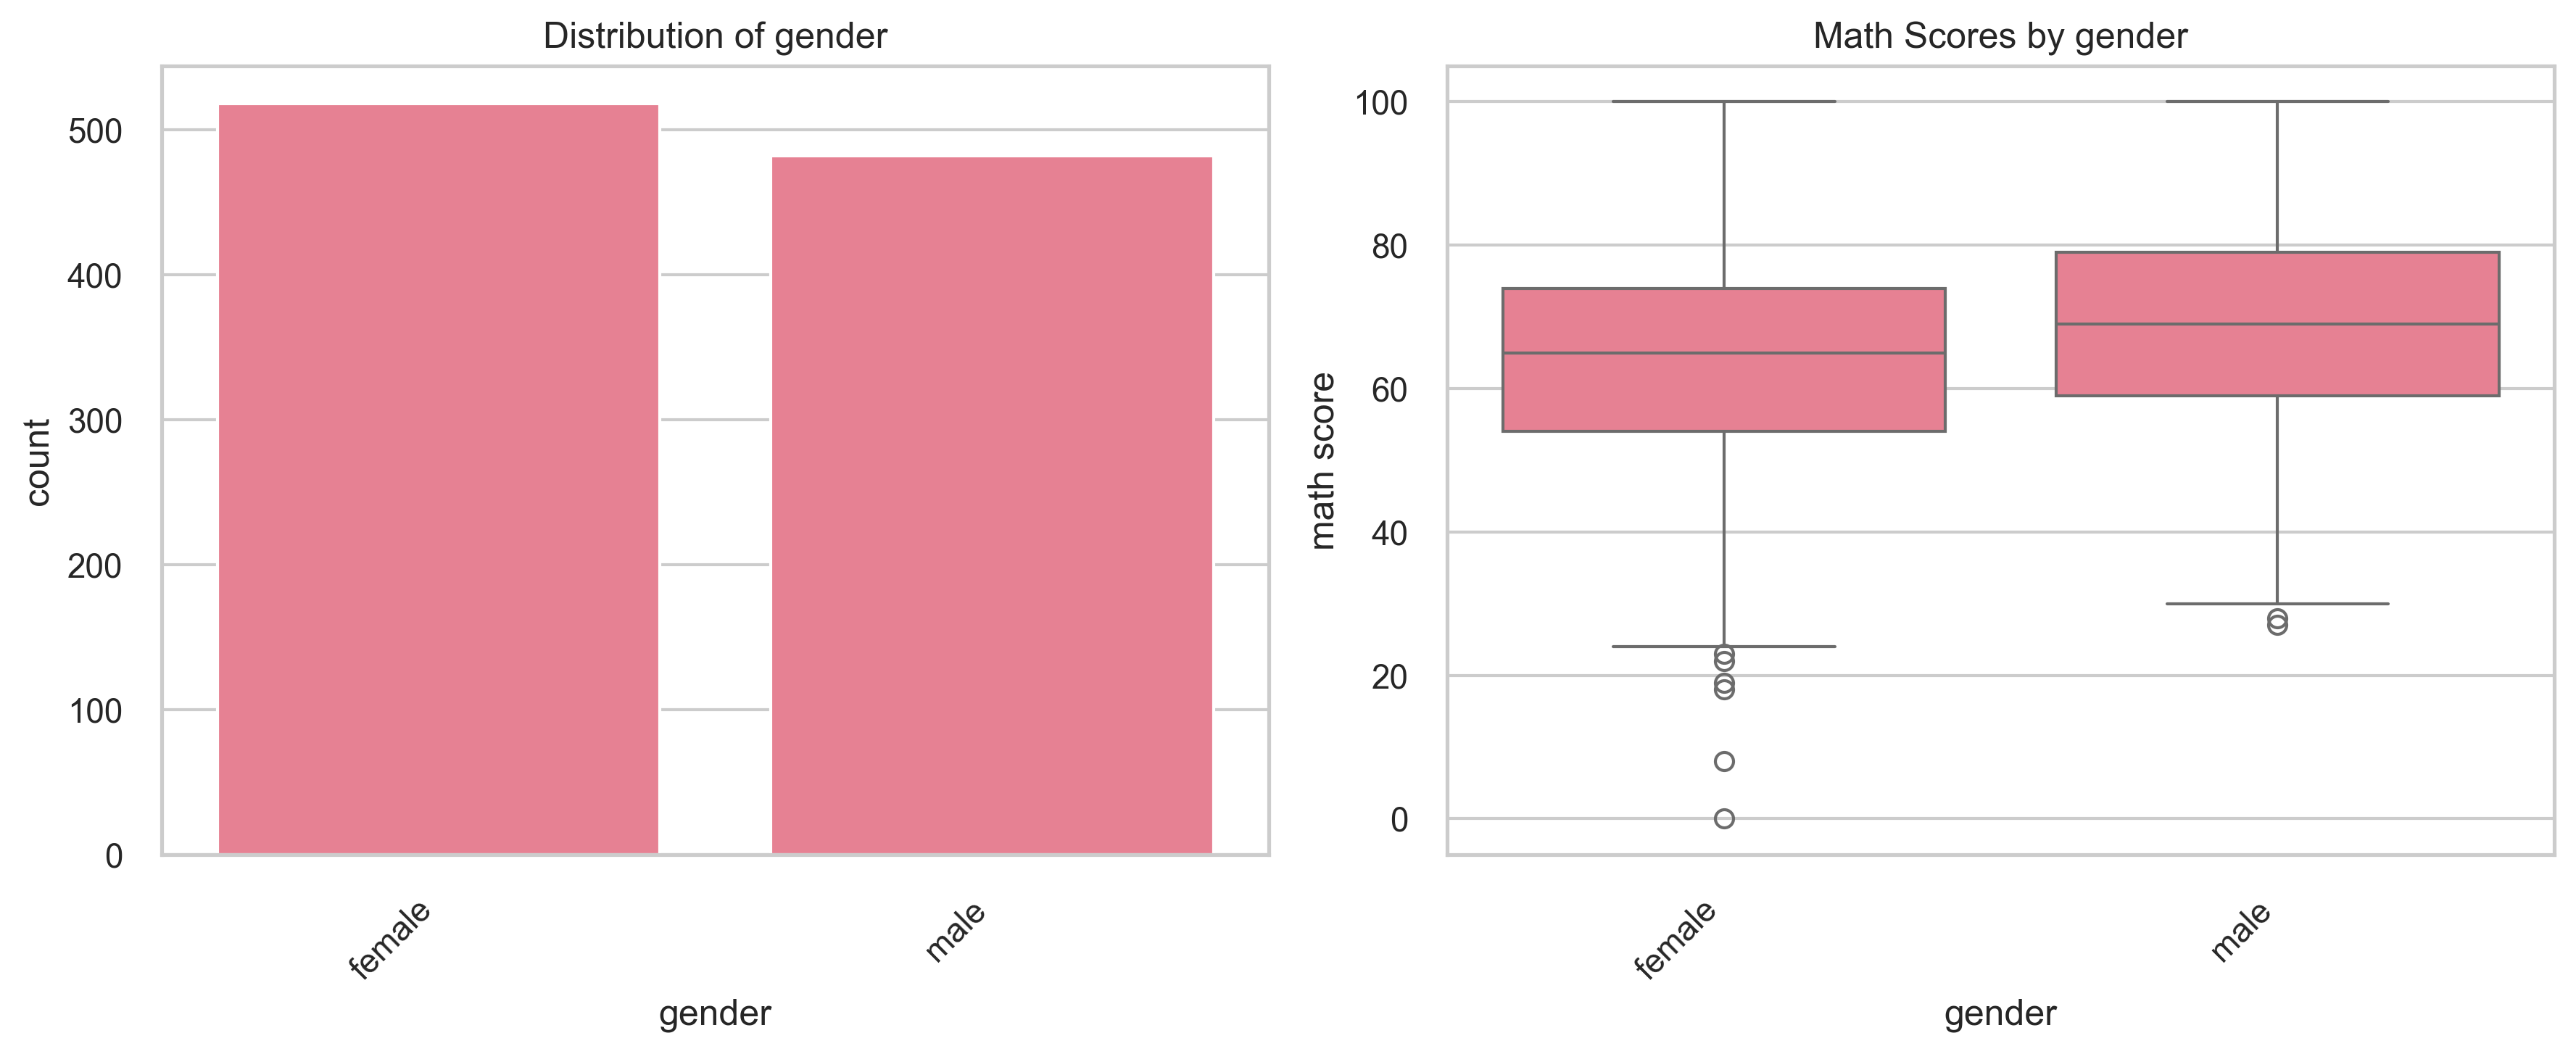 Distribution of gender
500
400
300
200
100
0
count
female
male
gender
Math Scores by gender
100
80
60
40
20
0
math score
female
male
gender